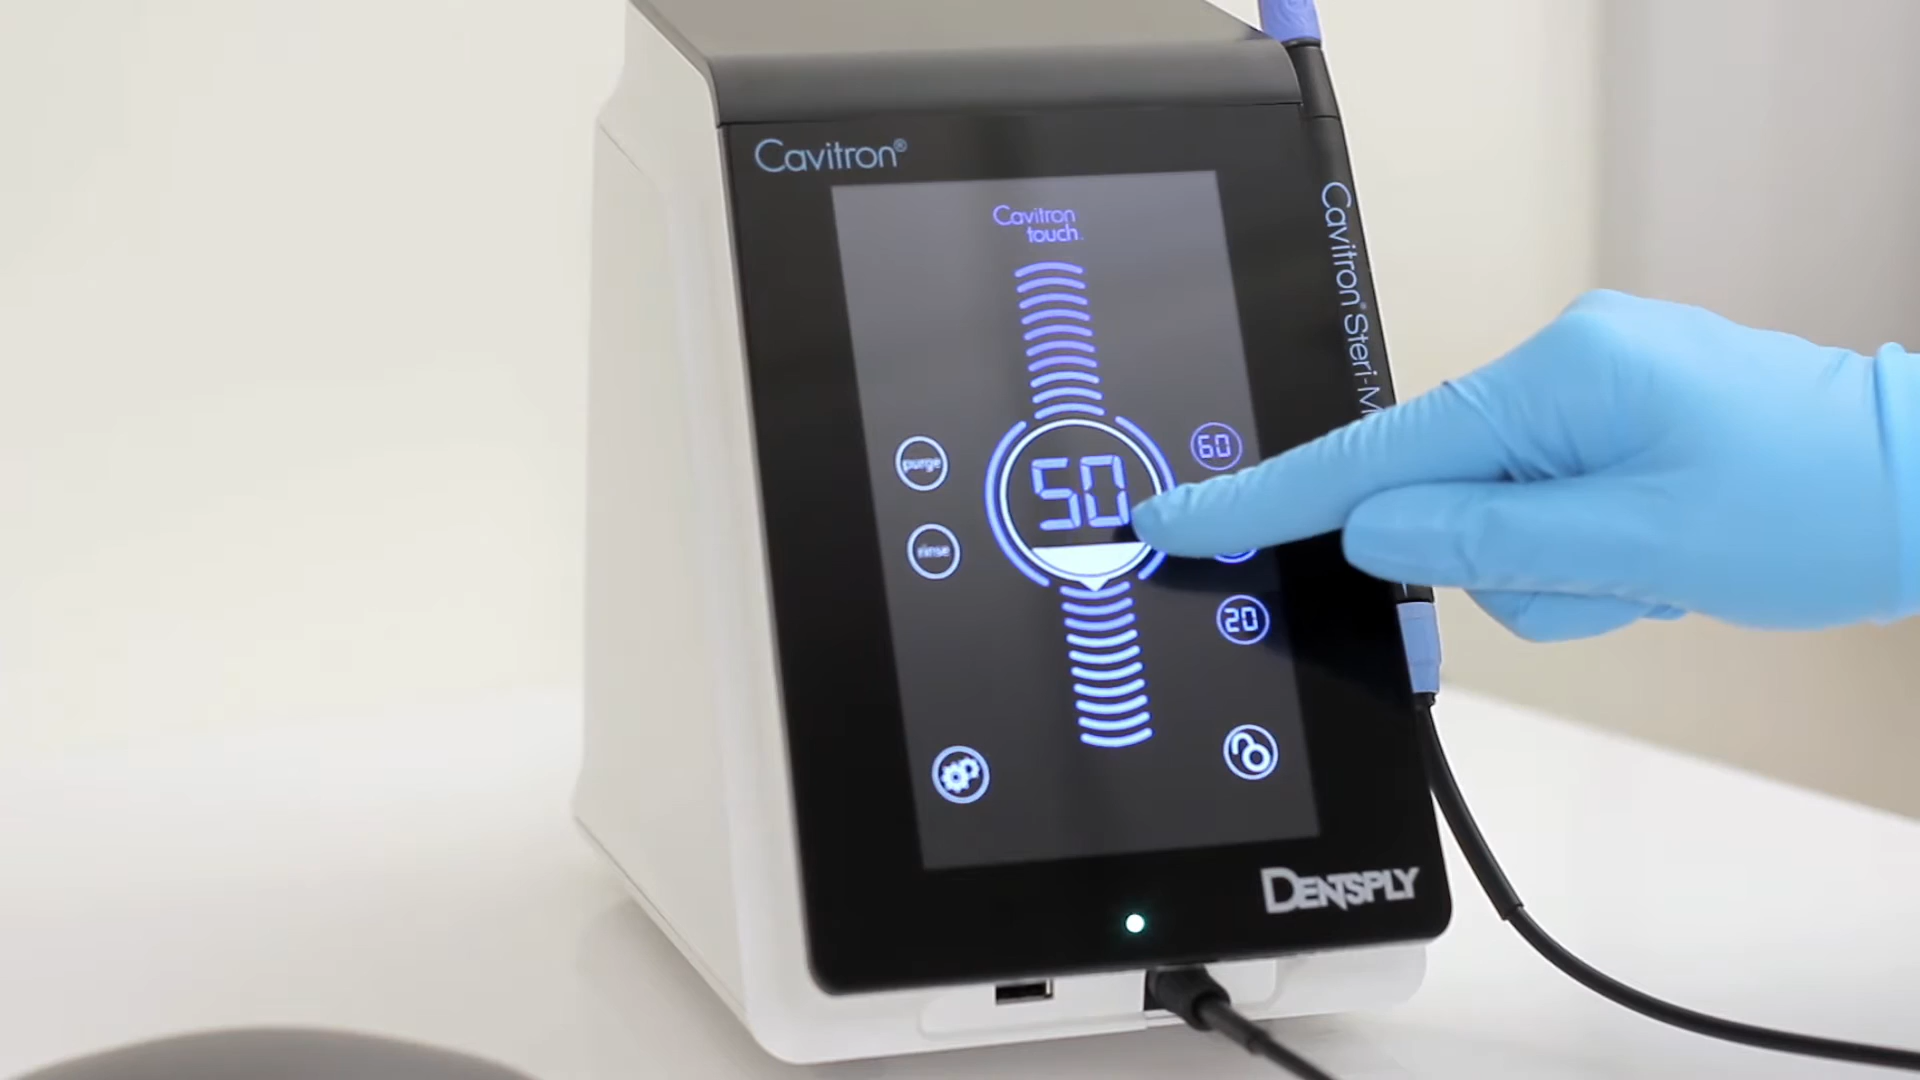 Cavitron®
Cavitron
touch.
Cavitron® Steri-M
60
purge
50
rinse
20
DENTSPLY